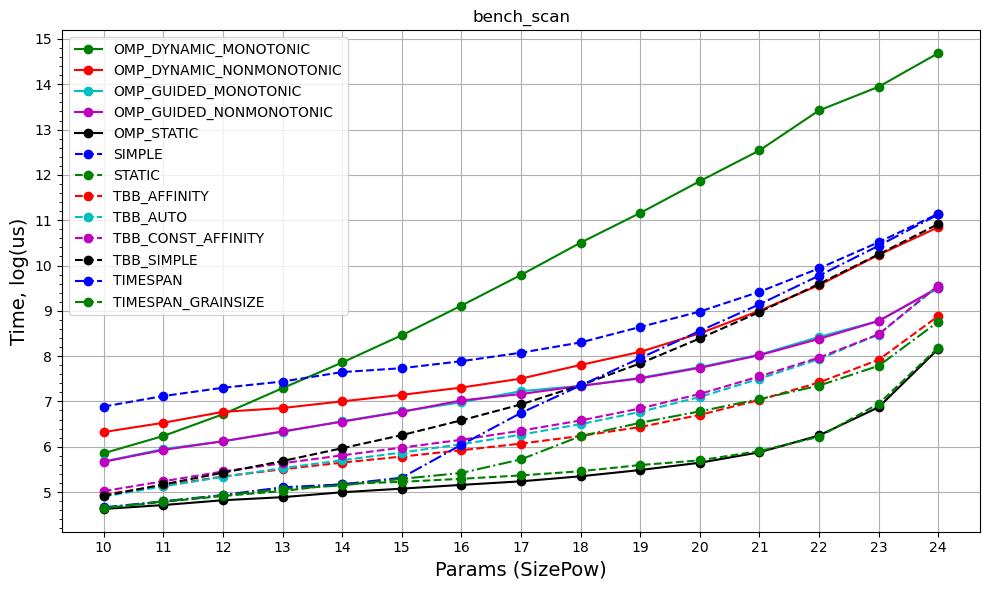 bench_scan
15
14
13
12
11
10
9
8
7
6
5
Time, log(us)
OMP_DYNAMIC_MONOTONIC
OMP_DYNAMIC_NONMONOTONIC
OMP_GUIDED_MONOTONIC
OMP_GUIDED_NONMONOTONIC
OMP_STATIC
SIMPLE
STATIC
TBB_AFFINITY
TBB_AUTO
TBB_CONST_AFFINITY
TBB_SIMPLE
TIMESPAN
TIMESPAN_GRAINSIZE
10 11 12 13 14 15 16 17 18 19 20 21 22 23 24
Params (SizePow)